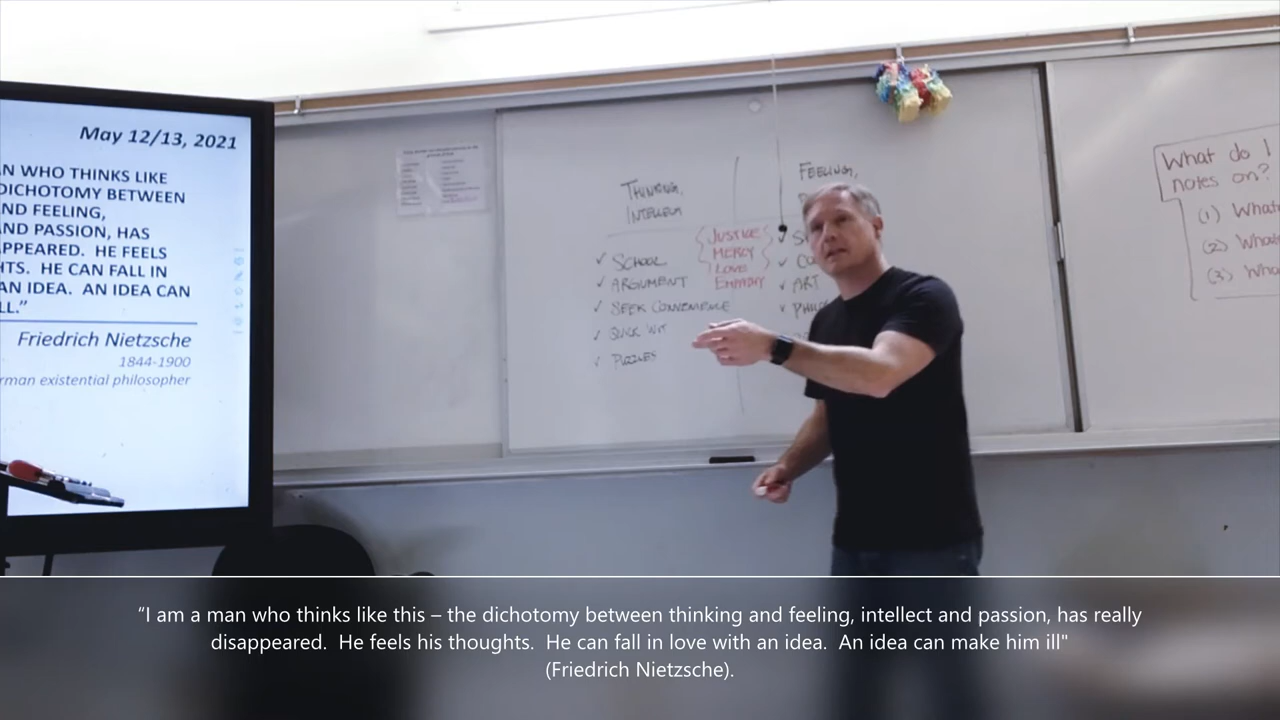 May 12/13, 2021
AN WHO THINKS LIKE
DICHOTOMY BETWEEN
ND FEELING,
AND PASSION, HAS
APPEARED. HE FEELS
HTS. HE CAN FALL IN
AN IDEA. AN IDEA CAN
LL.”
Friedrich Nietzsche
1844-1900
rman existential philosopher
THINKING,
INTELLECT
✓ SCHOOL
✓ ARGUMENT
✓ SEEK CONVENIENCE
✓ QUICK WIT
✓ PUZZLES
JUSTICE
MERCY
LOVE
EMPATHY
FEELING,
✓ S
✓ CO
✓ ART
✓ PHIL
What do I
notes on?
(1) What
(2) What
(3) Wha
“I am a man who thinks like this – the dichotomy between thinking and feeling, intellect and passion, has really
disappeared. He feels his thoughts. He can fall in love with an idea. An idea can make him ill"
(Friedrich Nietzsche).